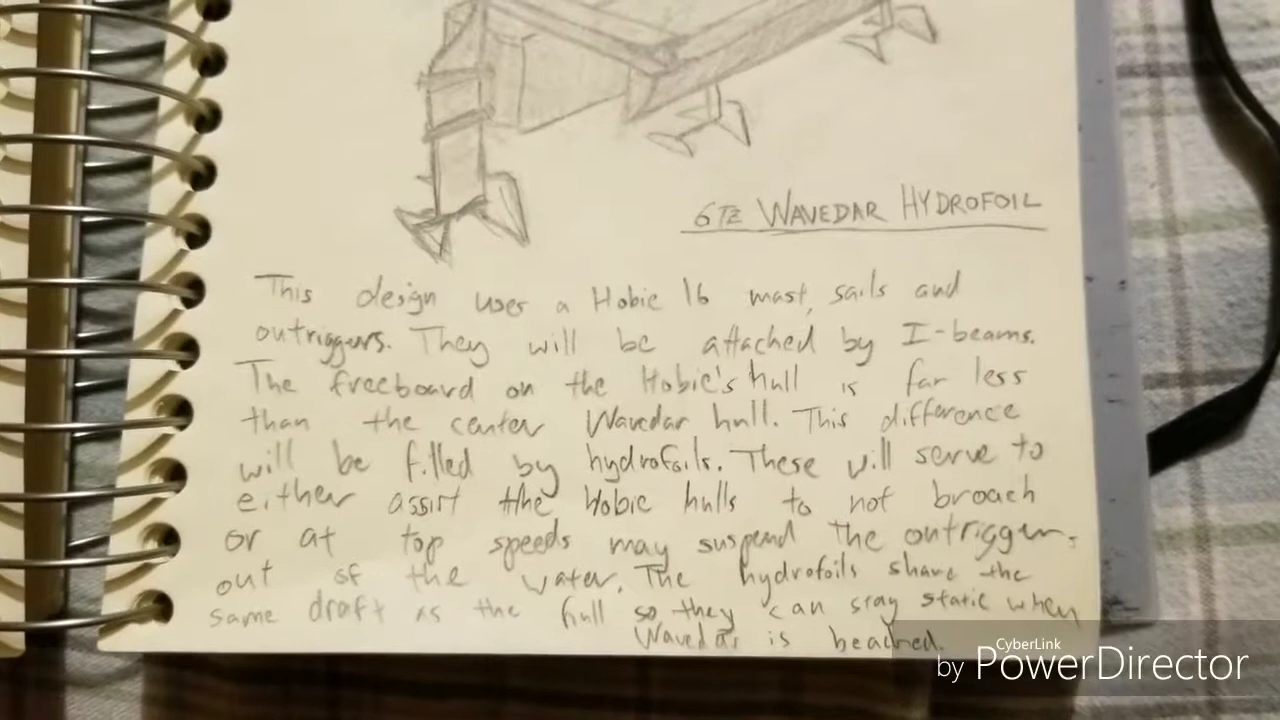 6TZ WAVEDAR HYDROFOIL
This design uses a Hobie 16 mast, sails and
outriggers. They will be attached by I-beams.
The freeboard on the Hobie's hull is far less
than the center Wavedar hull. This difference
will be filled by hydrofoils. These will serve to
either assist the Hobie hulls to not broach
or at top speeds may suspend the outriggers
out of the water. The hydrofoils share the
same draft as the hull so they can stay static when
Wavedar is beached.
CyberLink
by PowerDirector